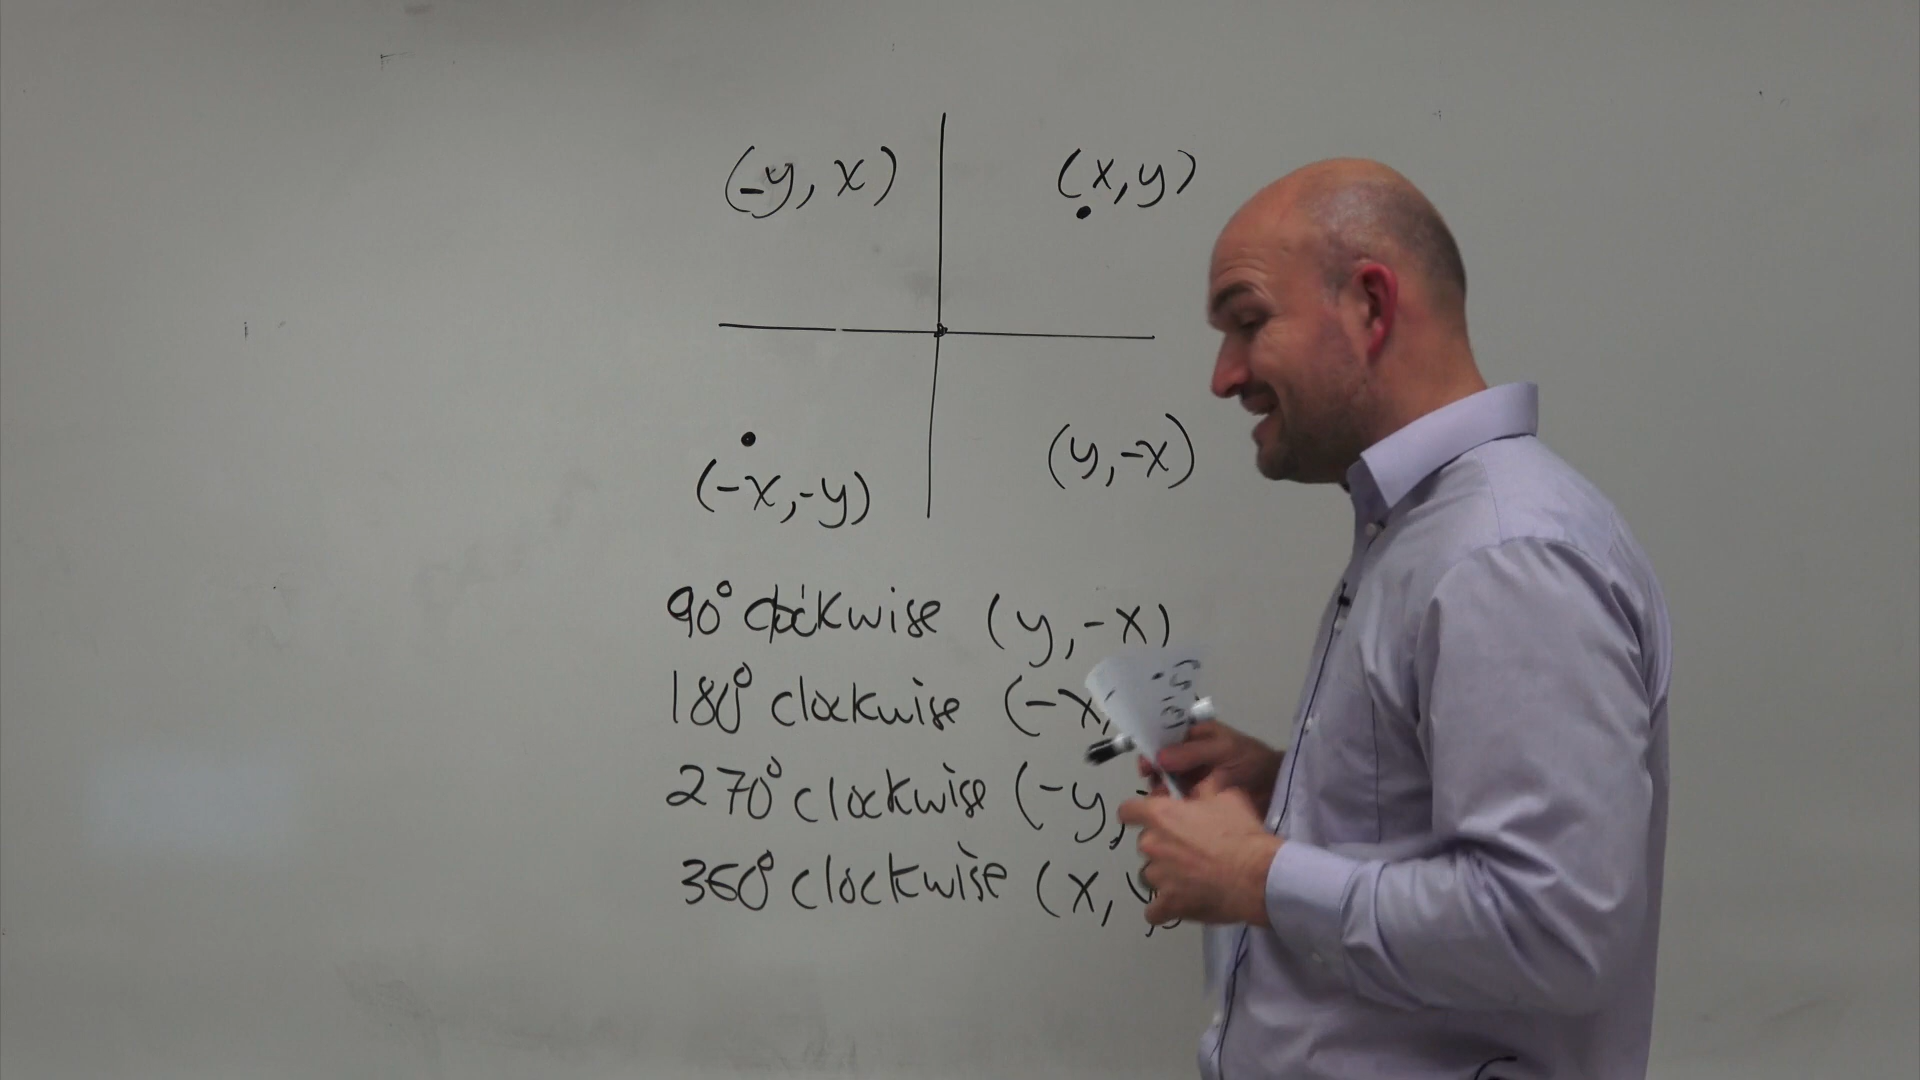 (-y, x) (x, y)
(-x, -y) (y, -x)
90° clockwise (y, -x)
180° clockwise (-x,
270° clockwise (-y,
360° clockwise (x, y